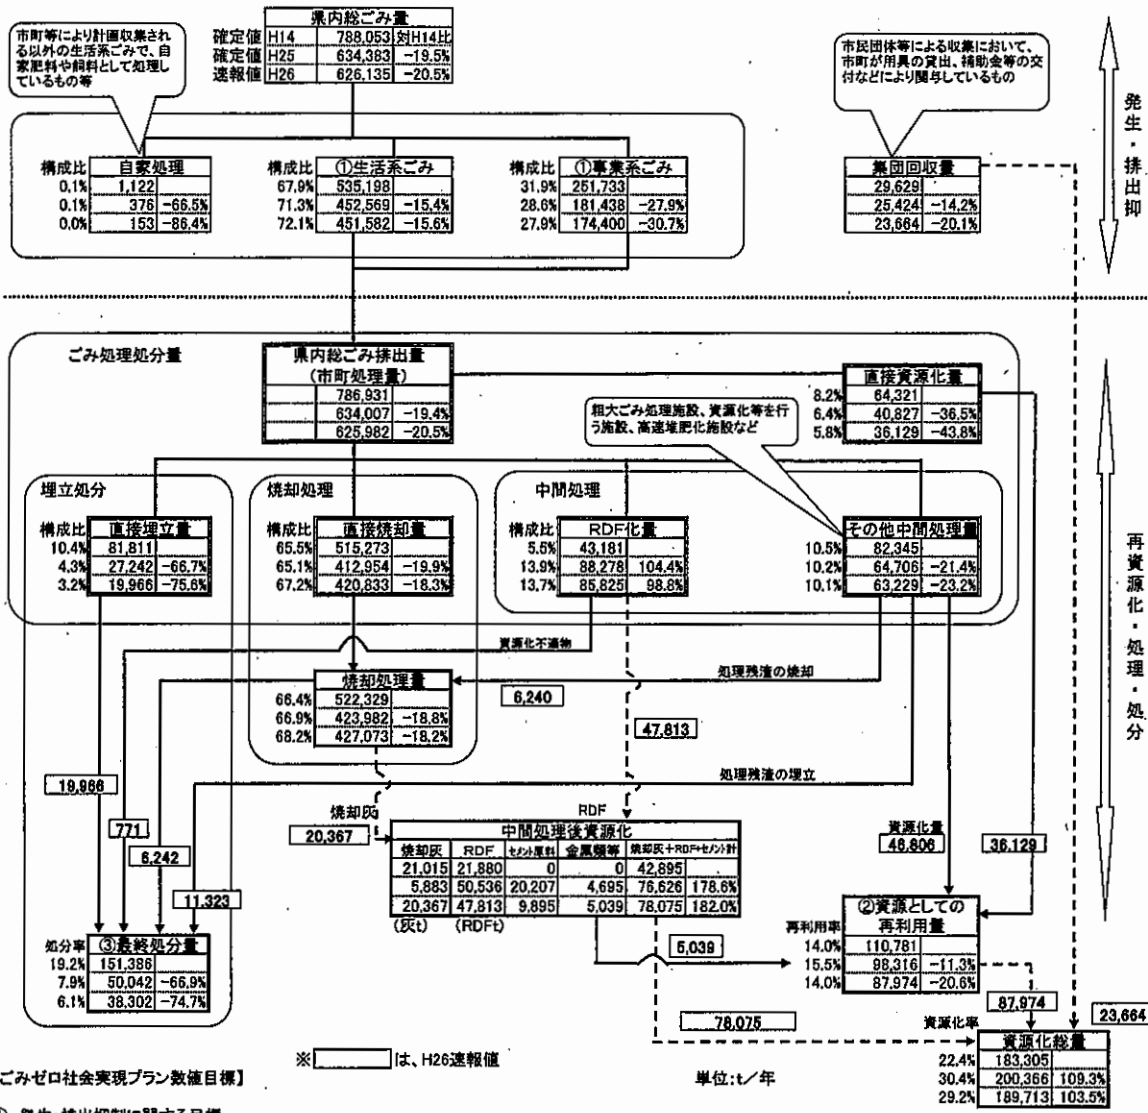 県内総ごみ量
確定値 H14 788,053 対H14比
確定値 H25 634,383 -19.5%
速報値 H26 626,135 -20.5%
市町等により計画収集され
る以外の生活系ごみで、自
家肥料や飼料として処理し
ているもの等
市民団体等による収集において、
市町が用具の貸出、補助金等の交
付などにより関与しているもの
発生・排出抑
構成比 自家処理
0.1% 1,122
0.1% 376 -66.5%
0.0% 153 -86.4%
構成比 ①生活系ごみ
67.9% 535,198
71.3% 452,569 -15.4%
72.1% 451,582 -15.6%
構成比 ①事業系ごみ
31.9% 251,733
28.6% 181,438 -27.9%
27.9% 174,400 -30.7%
集団回収量
29,629
25,424 -14.2%
23,664 -20.1%
ごみ処理処分量
県内総ごみ排出量
(市町処理量)
786,931
634,007 -19.4%
625,982 -20.5%
直接資源化量
8.2% 64,321
6.4% 40,827 -36.5%
5.8% 36,129 -43.8%
粗大ごみ処理施設、資源化等を行
う施設、高速堆肥化施設など
再資源化・処理・処分
埋立処分
構成比 直接埋立量
10.4% 81,811
4.3% 27,242 -66.7%
3.2% 19,966 -75.6%
焼却処理
直接焼却量
65.5% 515,273
65.1% 412,954 -19.9%
67.2% 420,833 -18.3%
中間処理
構成比 RDF化量
5.5% 43,181
13.9% 88,278 104.4%
13.7% 85,825 98.8%
その他中間処理量
10.5% 82,345
10.2% 64,706 -21.4%
10.1% 63,229 -23.2%
資源化不適物
処理残渣の焼却
6,240
焼却処理量
66.4% 522,329
66.9% 423,982 -18.8%
68.2% 427,073 -18.2%
47,813
処理残渣の埋立
19,966
771
6,242
11,323
焼却灰
20,367
RDF
中間処理後資源化
焼却灰 RDF セメント原料 金属類等 焼却灰+RDF+セメント計
21,015 21,880 0 0 42,895
5,883 50,536 20,207 4,695 76,626 178.6%
20,367 47,813 9,895 5,039 78,075 182.0%
(灰t) (RDFt)
資源化量
46,806
36,129
処分率 ③最終処分量
19.2% 151,386
7.9% 50,042 -66.9%
6.1% 38,302 -74.7%
5,039
②資源としての
再利用量
再利用率
14.0% 110,781
15.5% 98,316 -11.3%
14.0% 87,974 -20.6%
78,075
87,974
23,664
資源化率
資源化総量
22.4% 183,305
30.4% 200,366 109.3%
29.2% 189,713 103.5%
※ は、H26速報値
単位:t/年
ごみゼロ社会実現プラン数値目標】